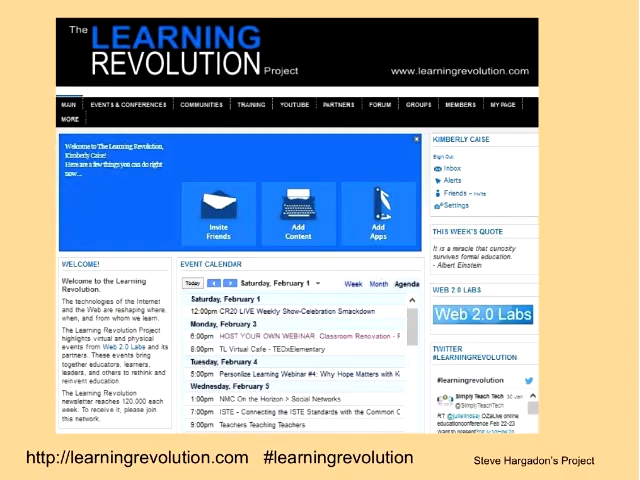 The LEARNING
REVOLUTION Project
www.learningrevolution.com
MAIN EVENTS & CONFERENCES COMMUNITIES TRAINING YOUTUBE PARTNERS FORUM GROUPS MEMBERS MY PAGE
MORE
Welcome to The Learning Revolution,
Kimberly Caise!
Here are a few things you can do right
now...
Invite
Friends
Add
Content
Add
Apps
KIMBERLY CAISE
Sign Out
Inbox
Alerts
Friends – Invite
Settings
THIS WEEK'S QUOTE
It is a miracle that curiosity
survives formal education.
- Albert Einstein
WEB 2.0 LABS
Web 2.0 Labs
TWITTER
#LEARNINGREVOLUTION
#learningrevolution
Simply Teach Tech 30 Jan
@SimplyTeachTech
RT @julielindsay OZeLive online
educationconference Feb 22-23
WELCOME!
Welcome to the Learning
Revolution.
The technologies of the Internet
and the Web are reshaping where,
when, and from whom we learn.
The Learning Revolution Project
highlights virtual and physical
events from Web 2.0 Labs and its
partners. These events bring
together educators, learners,
leaders, and others to rethink and
reinvent education
The Learning Revolution
newsletter reaches 120,000 each
week. To receive it, please join
this network.
EVENT CALENDAR
Today Saturday, February 1 Week Month Agenda
Saturday, February 1
12:00pm CR20 LIVE Weekly Show-Celebration Smackdown
Monday, February 3
6:00pm HOST YOUR OWN WEBINAR Classroom Renovation - F
8:00pm TL Virtual Cafe - TEDxElementary
Tuesday, February 4
5:00pm Personlize Learning Webinar #4: Why Hope Matters with K
Wednesday, February 5
1:00pm NMC On the Horizon > Social Networks
7:00pm ISTE - Connecting the ISTE Standards with the Common C
9:00pm Teachers Teaching Teachers
http://learningrevolution.com #learningrevolution
Steve Hargadon's Project